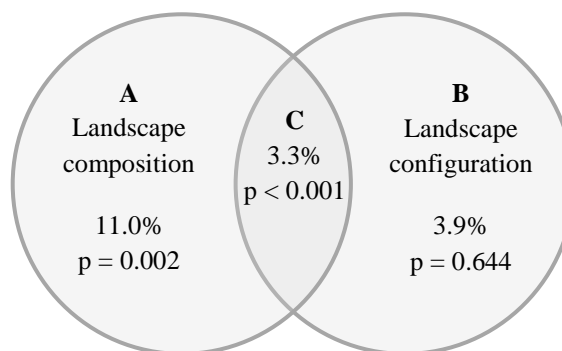 A
Landscape
composition
11.0%
p = 0.002
C
3.3%
p < 0.001
B
Landscape
configuration
3.9%
p = 0.644